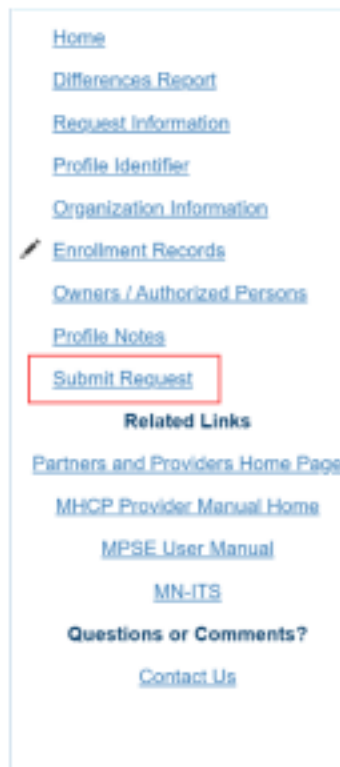 Home
Differences Report
Request Information
Profile Identifier
Organization Information
Enrollment Records
Owners / Authorized Persons
Profile Notes
Submit Request
Related Links
Partners and Providers Home Page
MHCP Provider Manual Home
MPSE User Manual
MN-ITS
Questions or Comments?
Contact Us